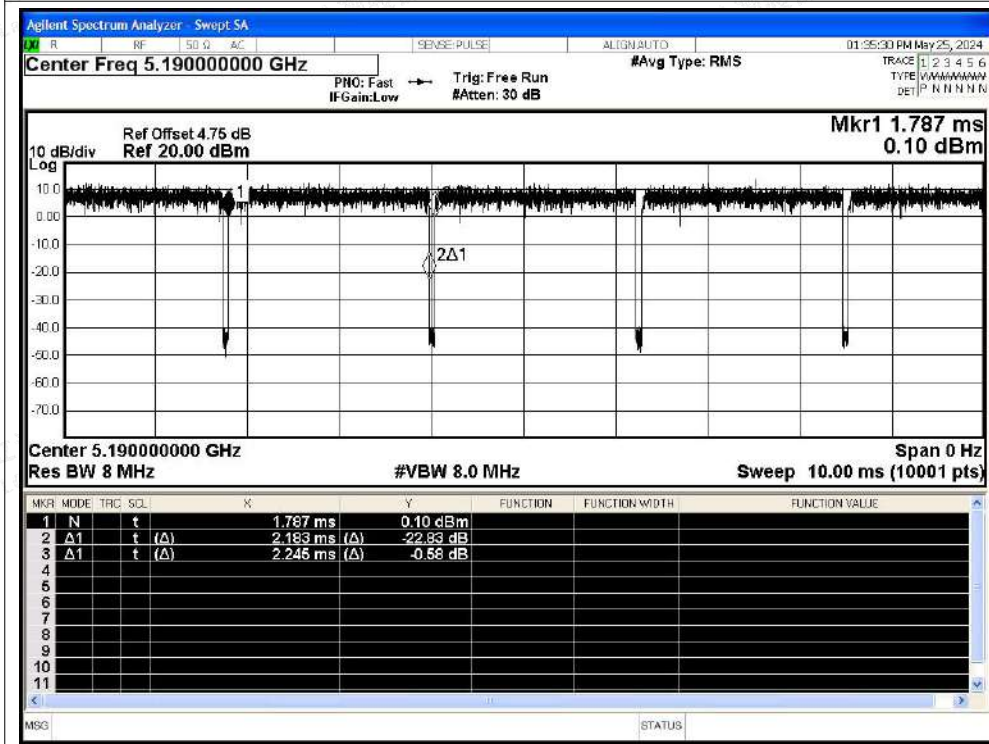 Agilent Spectrum Analyzer - Swept SA
LXI R RF 50 Ω AC SENSE:PULSE ALIGN AUTO 01:35:30 PM May 25, 2024
Center Freq 5.190000000 GHz #Avg Type: RMS TRACE 1 2 3 4 5 6
PNO: Fast Trig: Free Run TYPE WWWWWW
IFGain:Low #Atten: 30 dB DET P N N N N N
Mkr1 1.787 ms
Ref Offset 4.75 dB
10 dB/div Ref 20.00 dBm 0.10 dBm
Log
10.0
1
0.00
-10.0
2Δ1
-20.0
-30.0
-40.0
-50.0
-60.0
-70.0
Center 5.190000000 GHz Span 0 Hz
Res BW 8 MHz #VBW 8.0 MHz Sweep 10.00 ms (10001 pts)
MKR MODE TRC SCL X Y FUNCTION FUNCTION WIDTH FUNCTION VALUE
1 N t 1.787 ms 0.10 dBm
2 Δ1 t (Δ) 2.183 ms (Δ) -22.83 dB
3 Δ1 t (Δ) 2.245 ms (Δ) -0.58 dB
4
5
6
7
8
9
10
11
MSG STATUS